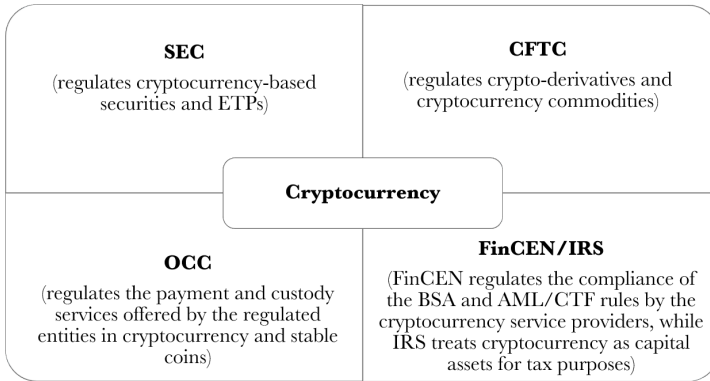 SEC
(regulates cryptocurrency-based
securities and ETPs)
CFTC
(regulates crypto-derivatives and
cryptocurrency commodities)
Cryptocurrency
OCC
(regulates the payment and custody
services offered by the regulated
entities in cryptocurrency and stable
coins)
FinCEN/IRS
(FinCEN regulates the compliance of
the BSA and AML/CTF rules by the
cryptocurrency service providers, while
IRS treats cryptocurrency as capital
assets for tax purposes)